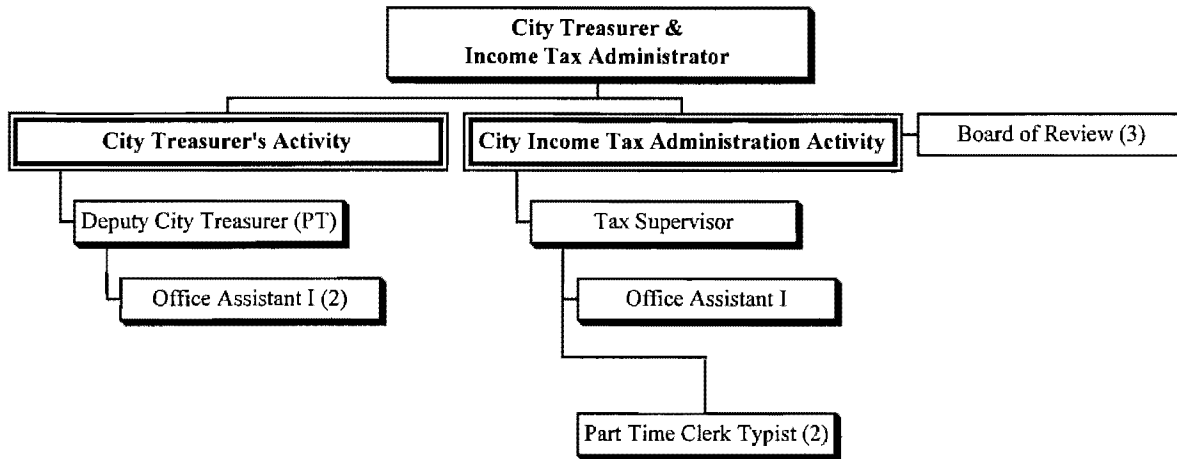 City Treasurer &
Income Tax Administrator
City Treasurer's Activity
City Income Tax Administration Activity
Board of Review (3)
Deputy City Treasurer (PT)
Tax Supervisor
Office Assistant I (2)
Office Assistant I
Part Time Clerk Typist (2)